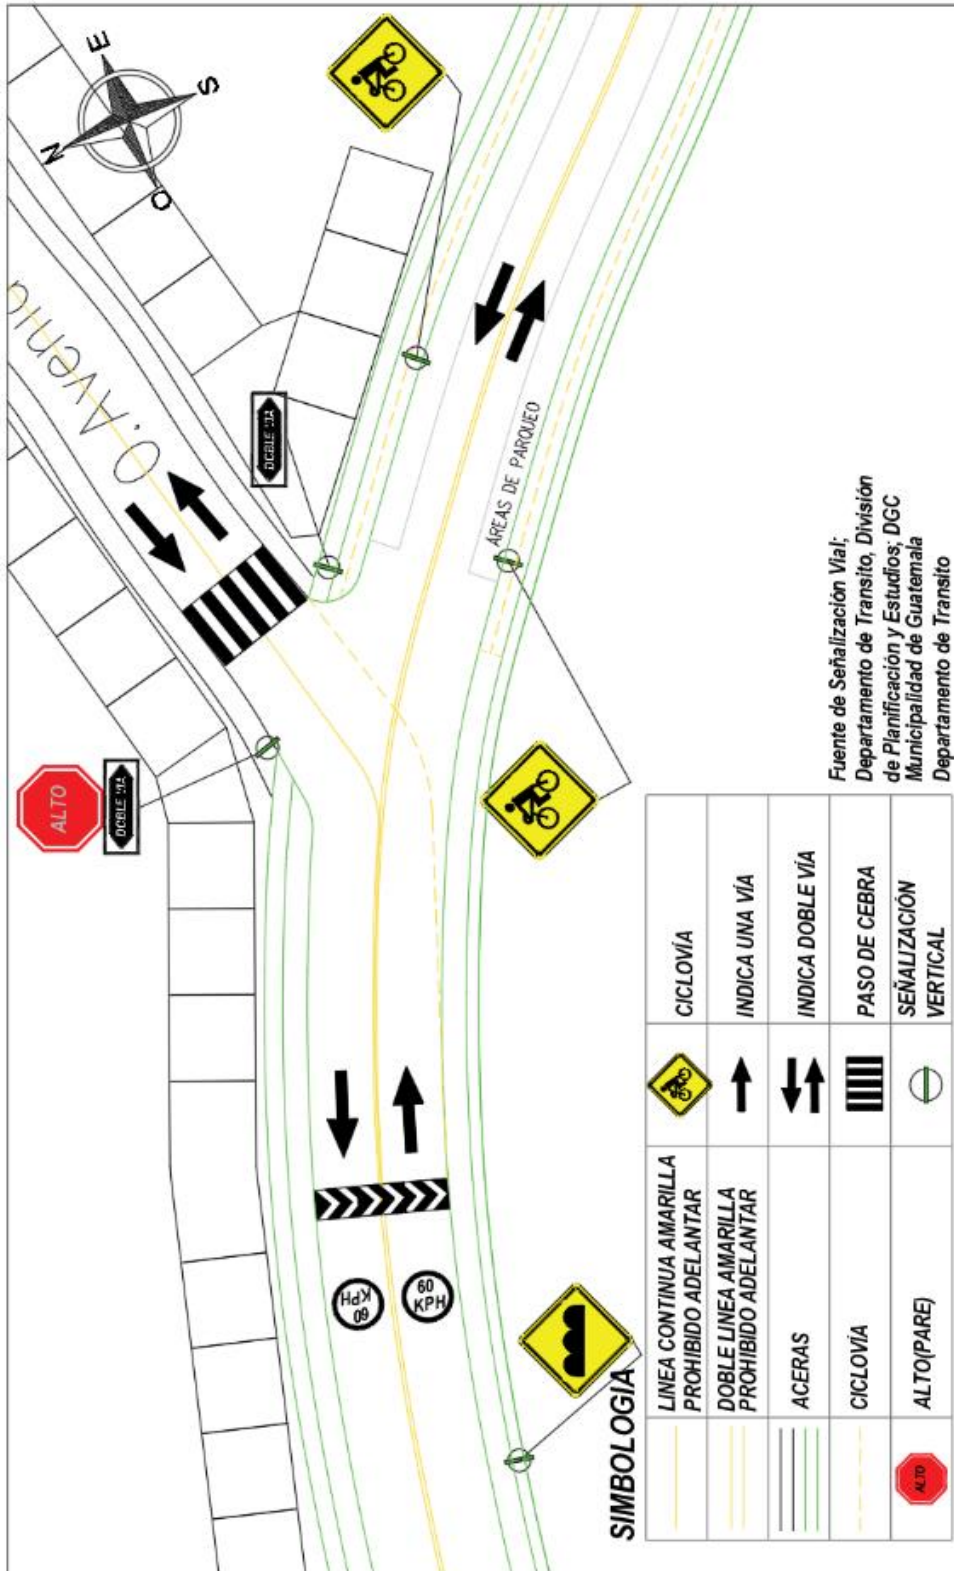 N
E
S
O
0.Avenid
ALTO
DOBLE VIA
DOBLE VIA
ÁREAS DE PARQUEO
60
KPH
60
KPH
SIMBOLOGIA
LINEA CONTINUA AMARILLA
PROHIBIDO ADELANTAR
CICLOVÍA
DOBLE LINEA AMARILLA
PROHIBIDO ADELANTAR
INDICA UNA VÍA
ACERAS
INDICA DOBLE VÍA
CICLOVÍA
PASO DE CEBRA
ALTO
ALTO(PARE)
SEÑALIZACIÓN
VERTICAL
Fuente de Señalización Vial;
Departamento de Transito, División
de Planificación y Estudios; DGC
Municipalidad de Guatemala
Departamento de Transito